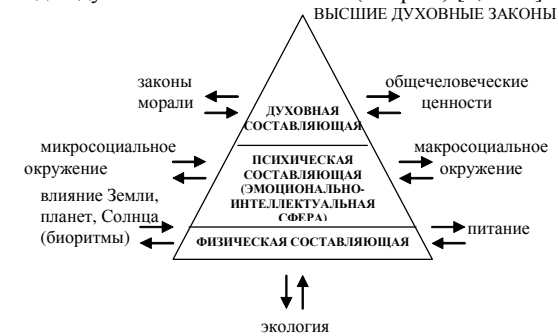 ВЫСШИЕ ДУХОВНЫЕ ЗАКОНЫ
законы
морали
общечеловеческие
ценности
ДУХОВНАЯ
СОСТАВЛЯЮЩАЯ
микросоциальное
окружение
макросоциальное
окружение
ПСИХИЧЕСКАЯ
СОСТАВЛЯЮЩАЯ
(ЭМОЦИОНАЛЬНО-
ИНТЕЛЛЕКТУАЛЬНАЯ
СФЕРА)
влияние Земли,
планет, Солнца
(биоритмы)
питание
ФИЗИЧЕСКАЯ СОСТАВЛЯЮЩАЯ
экология